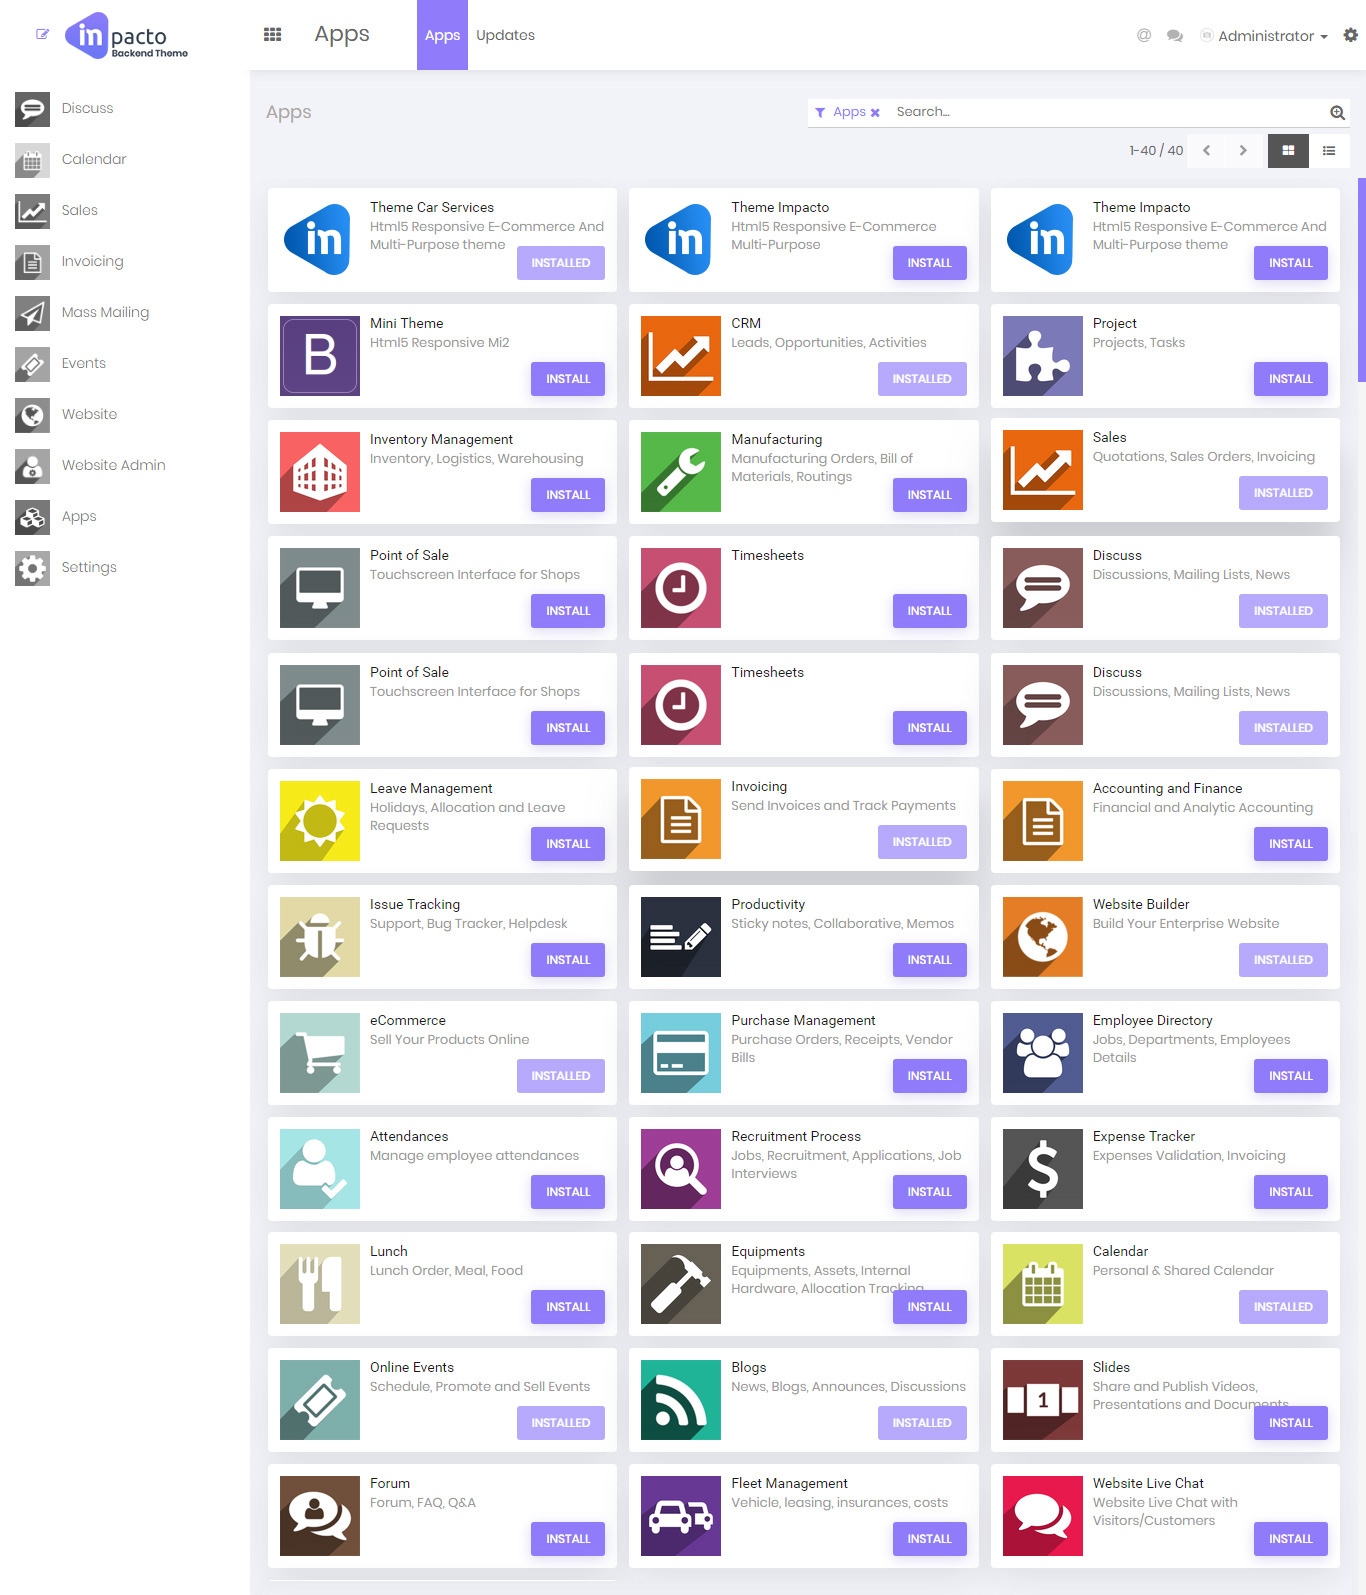 in pacto
Backend Theme
Apps
Apps
Updates
@
Administrator
Discuss
Calendar
Sales
Invoicing
Mass Mailing
Events
Website
Website Admin
Apps
Settings
Apps
Apps
Search...
1-40 / 40
in
Theme Car Services
Html5 Responsive E-Commerce And
Multi-Purpose theme
INSTALLED
in
Theme Impacto
Html5 Responsive E-Commerce
Multi-Purpose
INSTALL
in
Theme Impacto
Html5 Responsive E-Commerce And
Multi-Purpose theme
INSTALL
B
Mini Theme
Html5 Responsive Mi2
INSTALL
CRM
Leads, Opportunities, Activities
INSTALLED
Project
Projects, Tasks
INSTALL
Inventory Management
Inventory, Logistics, Warehousing
INSTALL
Manufacturing
Manufacturing Orders, Bill of
Materials, Routings
INSTALL
Sales
Quotations, Sales Orders, Invoicing
INSTALLED
Point of Sale
Touchscreen Interface for Shops
INSTALL
Timesheets
INSTALL
Discuss
Discussions, Mailing Lists, News
INSTALLED
Point of Sale
Touchscreen Interface for Shops
INSTALL
Timesheets
INSTALL
Discuss
Discussions, Mailing Lists, News
INSTALLED
Leave Management
Holidays, Allocation and Leave
Requests
INSTALL
Invoicing
Send Invoices and Track Payments
INSTALLED
Accounting and Finance
Financial and Analytic Accounting
INSTALL
Issue Tracking
Support, Bug Tracker, Helpdesk
INSTALL
Productivity
Sticky notes, Collaborative, Memos
INSTALL
Website Builder
Build Your Enterprise Website
INSTALLED
eCommerce
Sell Your Products Online
INSTALLED
Purchase Management
Purchase Orders, Receipts, Vendor
Bills
INSTALL
Employee Directory
Jobs, Departments, Employees
Details
INSTALL
Attendances
Manage employee attendances
INSTALL
Recruitment Process
Jobs, Recruitment, Applications, Job
Interviews
INSTALL
$
Expense Tracker
Expenses Validation, Invoicing
INSTALL
Lunch
Lunch Order, Meal, Food
INSTALL
Equipments
Equipments, Assets, Internal
Hardware, Allocation Tracking
INSTALL
Calendar
Personal & Shared Calendar
INSTALLED
Online Events
Schedule, Promote and Sell Events
INSTALLED
Blogs
News, Blogs, Announces, Discussions
INSTALLED
1
Slides
Share and Publish Videos,
Presentations and Documents
INSTALL
Forum
Forum, FAQ, Q&A
INSTALL
Fleet Management
Vehicle, leasing, insurances, costs
INSTALL
Website Live Chat
Website Live Chat with
Visitors/Customers
INSTALL